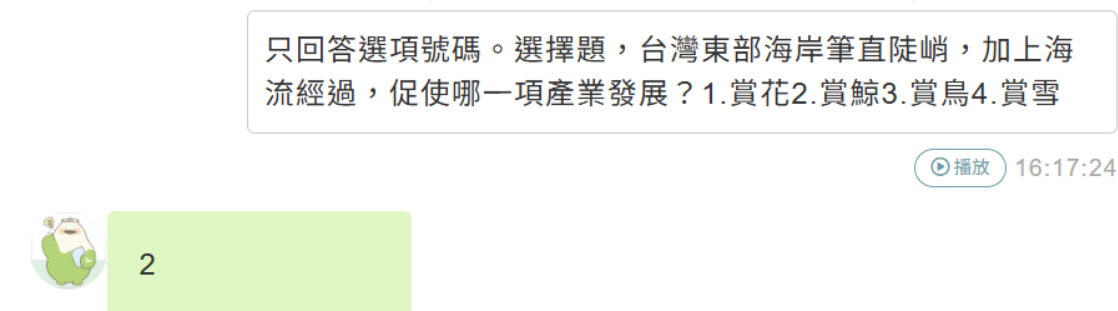 只回答選項號碼。選擇題，台灣東部海岸筆直陡峭，加上海
流經過，促使哪一項產業發展？1.賞花2.賞鯨3.賞鳥4.賞雪
播放 16:17:24
2